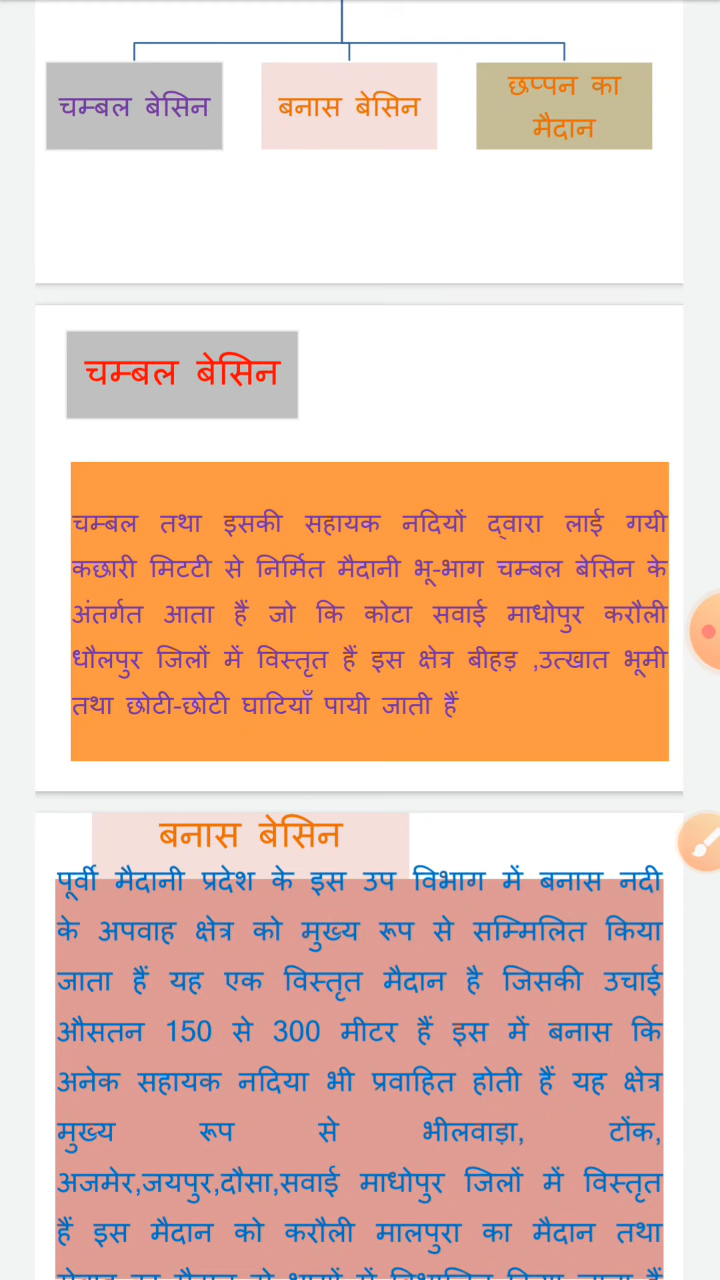 चम्बल बेसिन
बनास बेसिन
छप्पन का
मैदान
चम्बल बेसिन
चम्बल तथा इसकी सहायक नदियों द्वारा लाई गयी
कछारी मिटटी से निर्मित मैदानी भू-भाग चम्बल बेसिन के
अंतर्गत आता हैं जो कि कोटा सवाई माधोपुर करौली
धौलपुर जिलों में विस्तृत हैं इस क्षेत्र बीहड़ ,उत्खात भूमी
तथा छोटी-छोटी घाटियाँ पायी जाती हैं
बनास बेसिन
पूर्वी मैदानी प्रदेश के इस उप विभाग में बनास नदी
के अपवाह क्षेत्र को मुख्य रूप से सम्मिलित किया
जाता हैं यह एक विस्तृत मैदान है जिसकी उचाई
औसतन 150 से 300 मीटर हैं इस में बनास कि
अनेक सहायक नदिया भी प्रवाहित होती हैं यह क्षेत्र
मुख्य रूप से भीलवाड़ा, टोंक,
अजमेर,जयपुर,दौसा,सवाई माधोपुर जिलों में विस्तृत
हैं इस मैदान को करौली मालपुरा का मैदान तथा